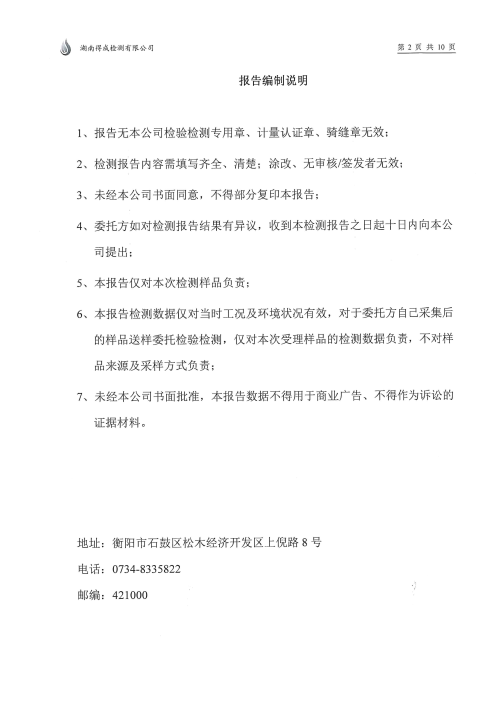 湖南得成检测有限公司
第 2 页 共 10 页
报告编制说明
1、报告无本公司检验检测专用章、计量认证章、骑缝章无效；
2、检测报告内容需填写齐全、清楚；涂改、无审核/签发者无效；
3、未经本公司书面同意，不得部分复印本报告；
4、委托方如对检测报告结果有异议，收到本检测报告之日起十日内向本公
司提出；
5、本报告仅对本次检测样品负责；
6、本报告检测数据仅对当时工况及环境状况有效，对于委托方自己采集后
的样品送样委托检验检测，仅对本次受理样品的检测数据负责，不对样
品来源及采样方式负责；
7、未经本公司书面批准，本报告数据不得用于商业广告、不得作为诉讼的
证据材料。
地址：衡阳市石鼓区松木经济开发区上倪路 8 号
电话：0734-8335822
邮编：421000